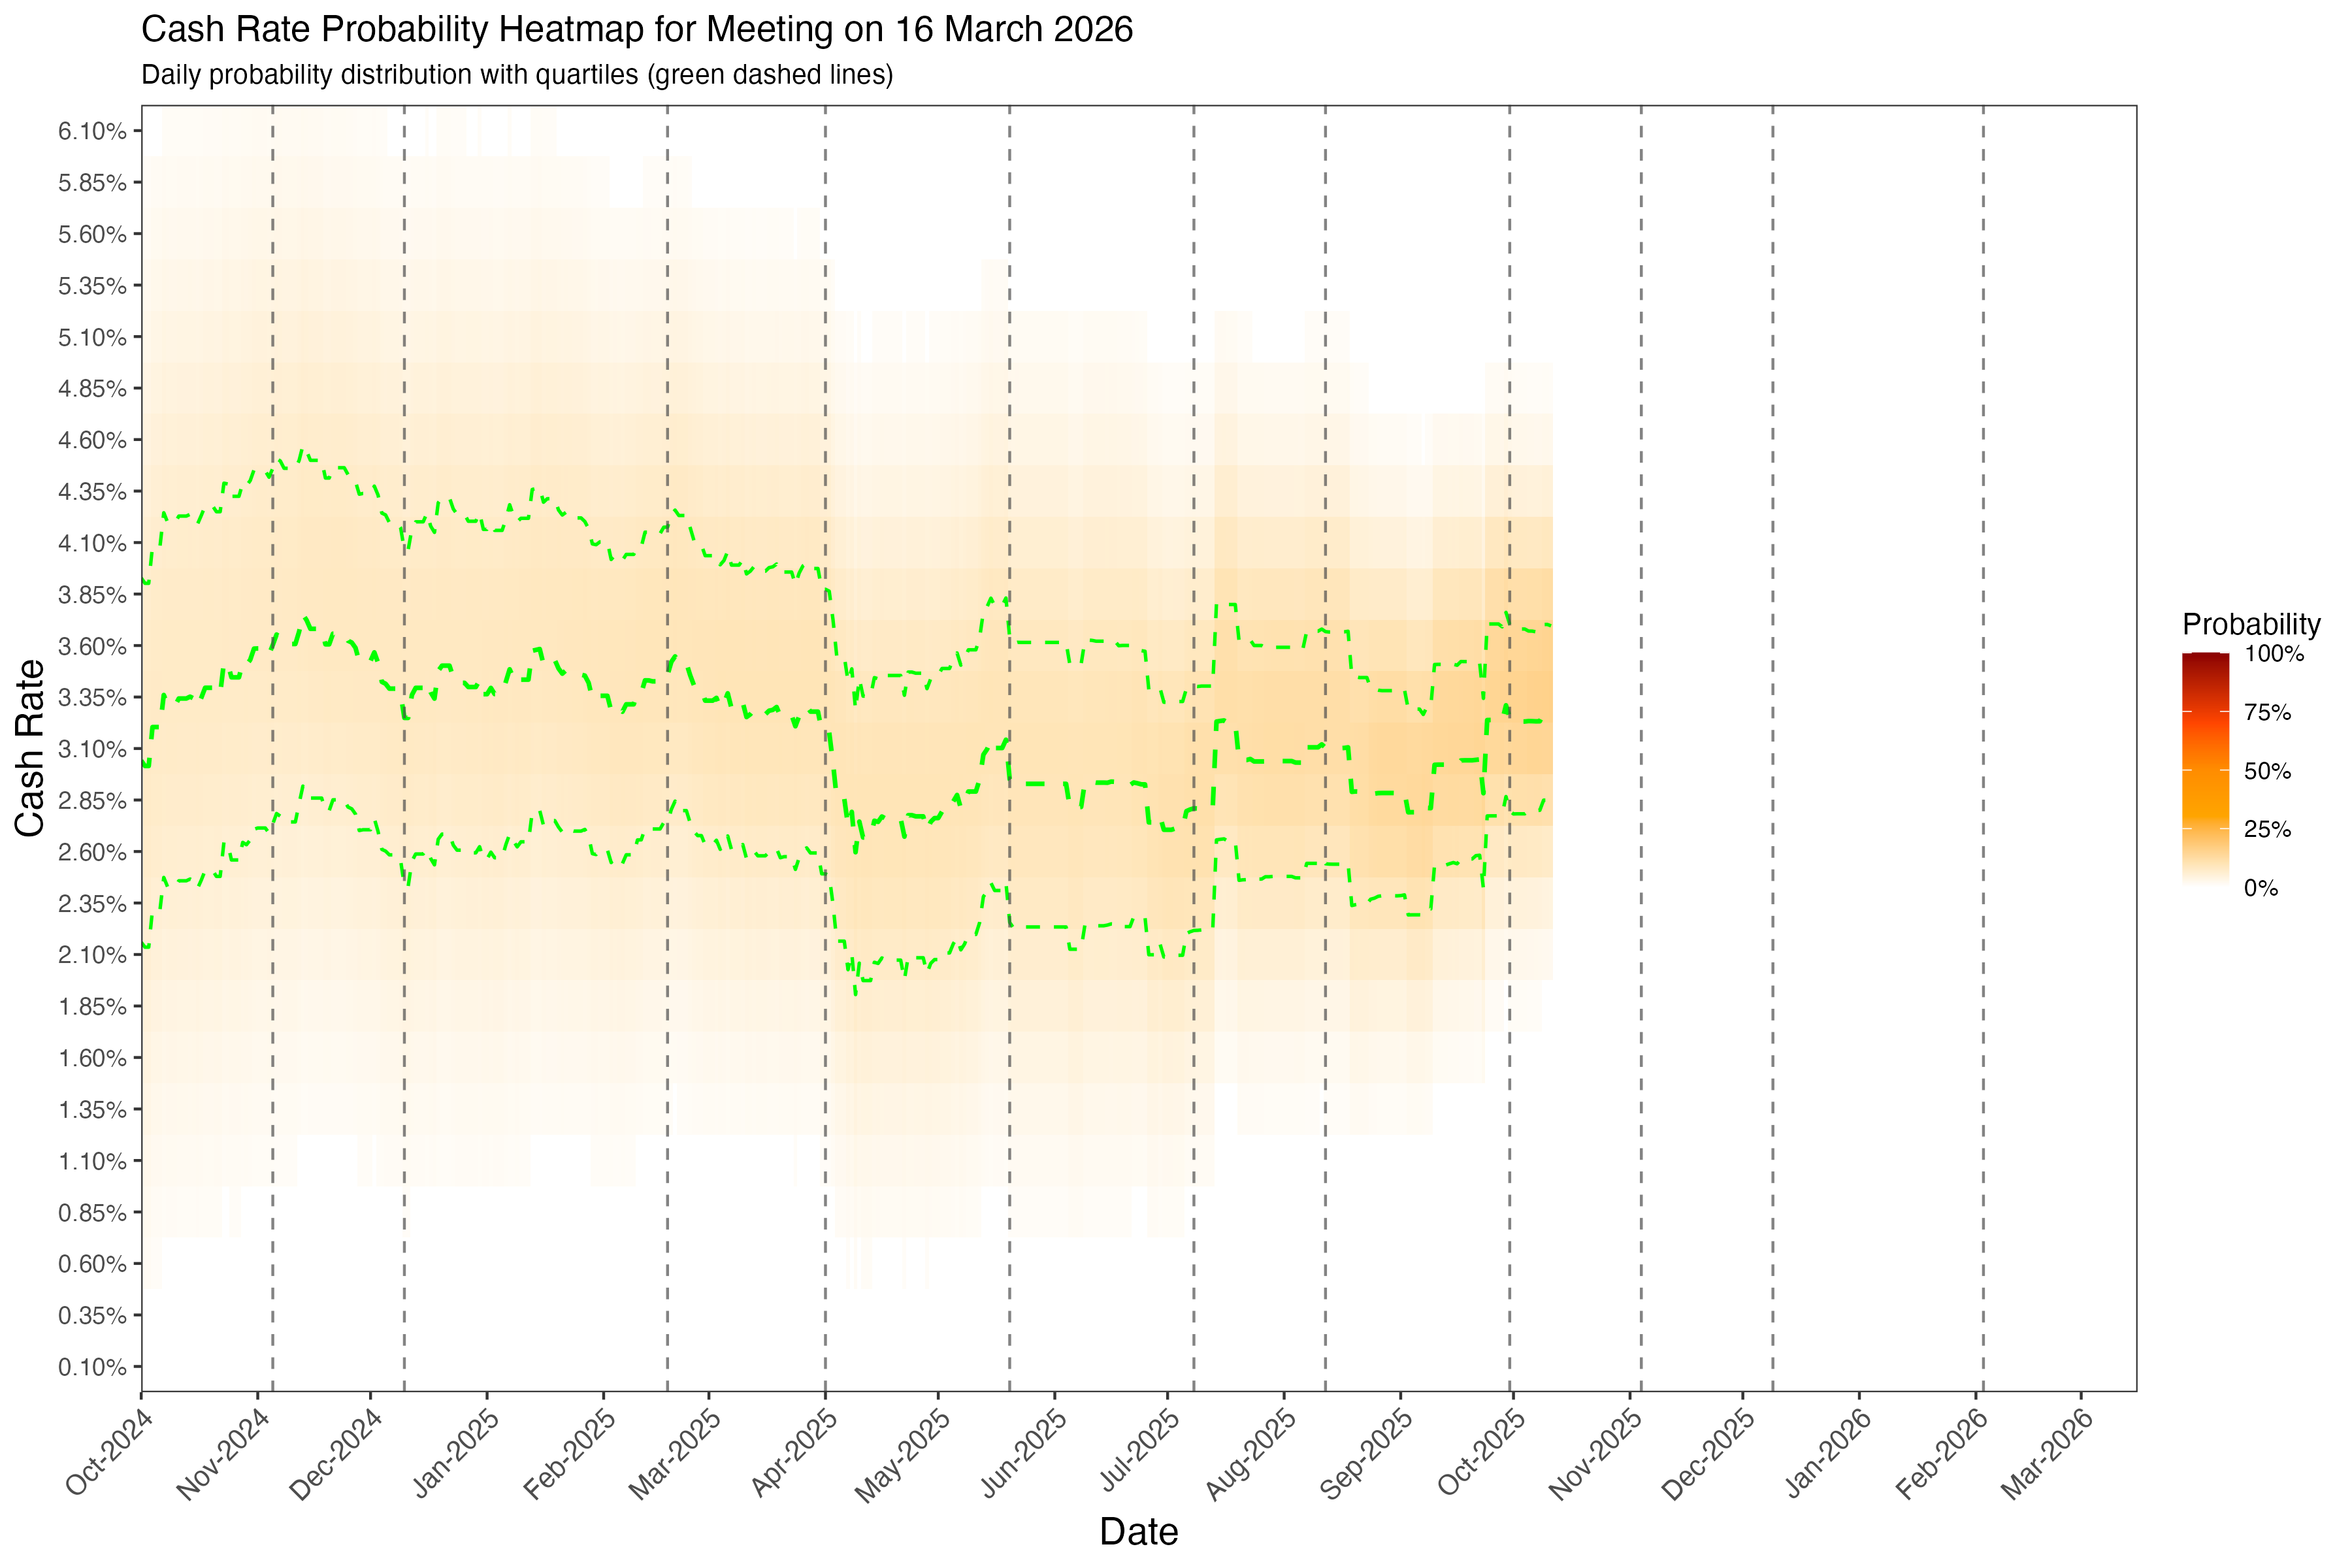 Cash Rate Probability Heatmap for Meeting on 16 March 2026
Daily probability distribution with quartiles (green dashed lines)
Cash Rate
6.10%
5.85%
5.60%
5.35%
5.10%
4.85%
4.60%
4.35%
4.10%
3.85%
3.60%
3.35%
3.10%
2.85%
2.60%
2.35%
2.10%
1.85%
1.60%
1.35%
1.10%
0.85%
0.60%
0.35%
0.10%
Oct-2024
Nov-2024
Dec-2024
Jan-2025
Feb-2025
Mar-2025
Apr-2025
May-2025
Jun-2025
Jul-2025
Aug-2025
Sep-2025
Oct-2025
Nov-2025
Dec-2025
Jan-2026
Feb-2026
Mar-2026
Date
Probability
100%
75%
50%
25%
0%